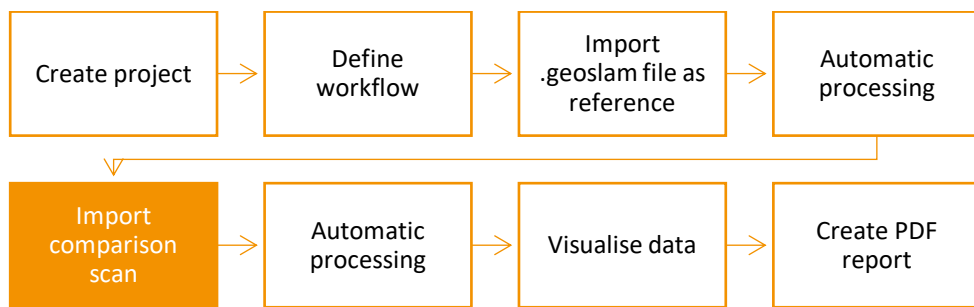 Create project
Define
workflow
Import
.geoslam file as
reference
Automatic
processing
Import
comparison
scan
Automatic
processing
Visualise data
Create PDF
report